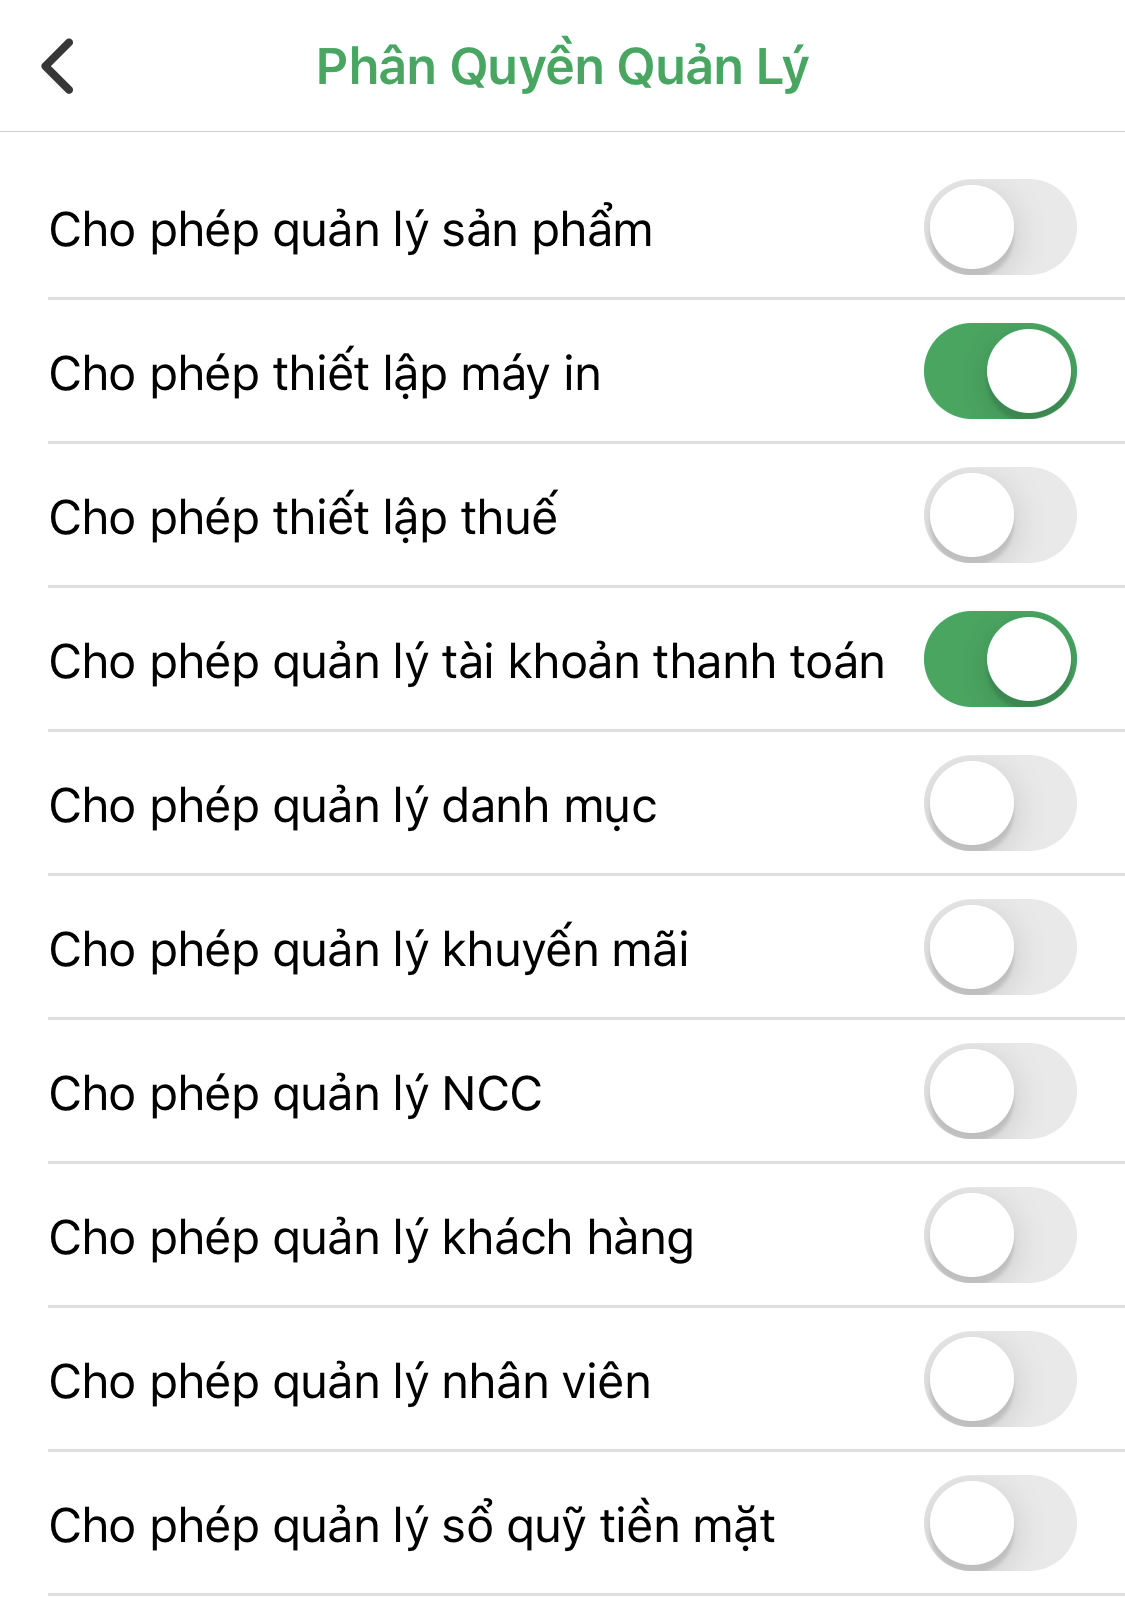 Phân Quyền Quản Lý
Cho phép quản lý sản phẩm
Cho phép thiết lập máy in
Cho phép thiết lập thuế
Cho phép quản lý tài khoản thanh toán
Cho phép quản lý danh mục
Cho phép quản lý khuyến mãi
Cho phép quản lý NCC
Cho phép quản lý khách hàng
Cho phép quản lý nhân viên
Cho phép quản lý sổ quỹ tiền mặt